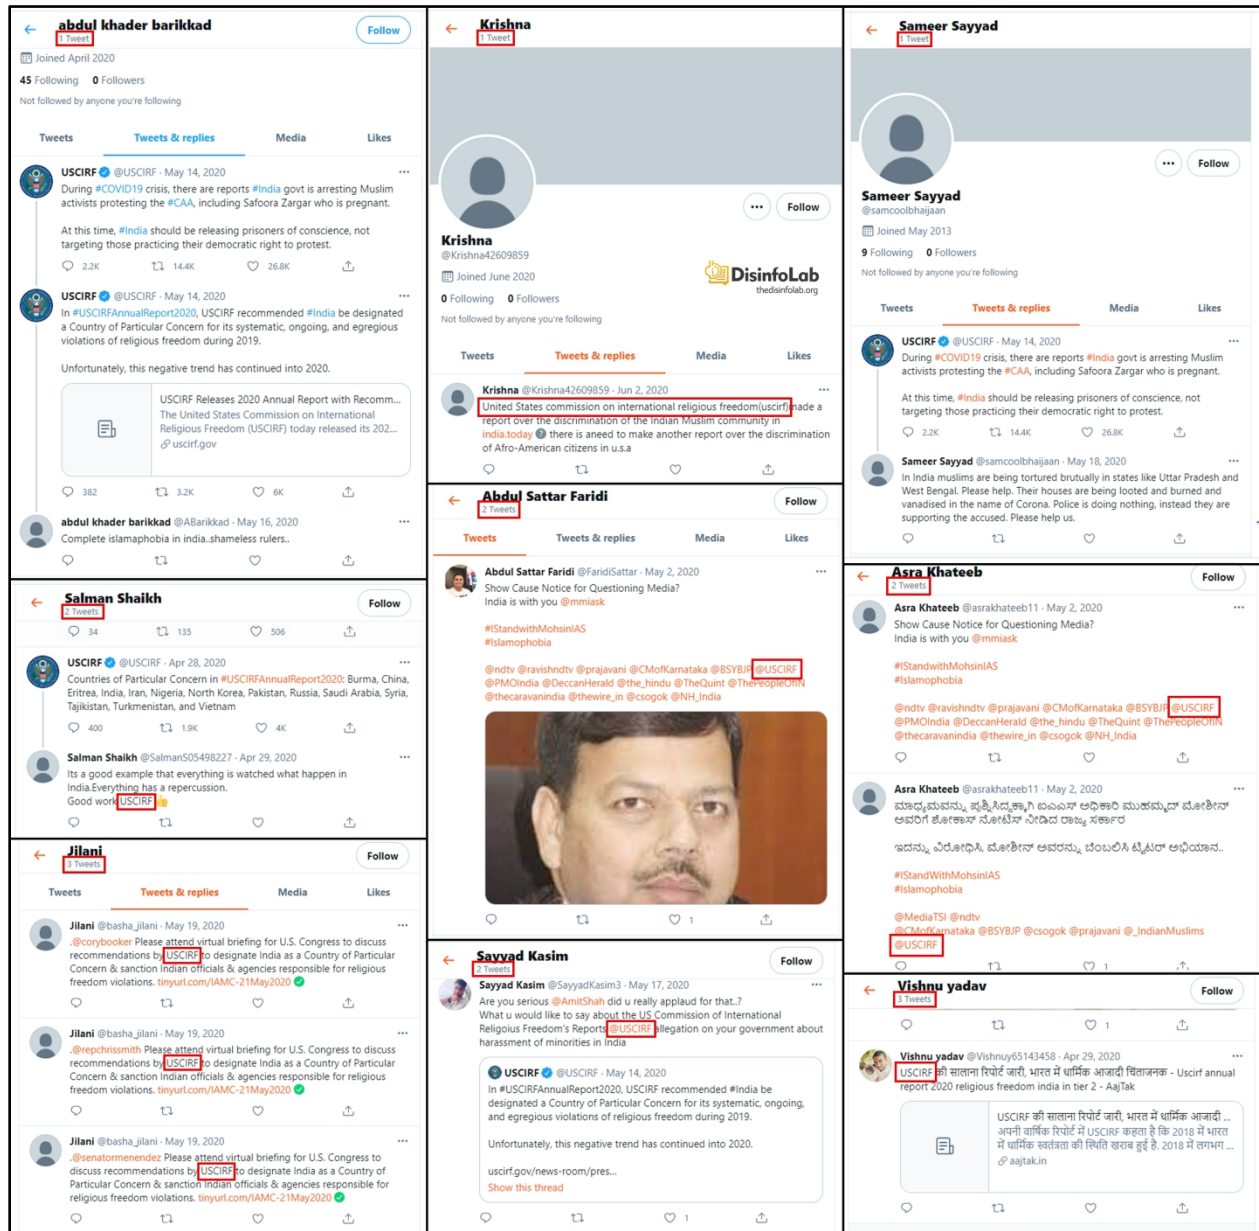 abdul khader barikkad
1 Tweet
Follow
Joined April 2020
45 Following 0 Followers
Not followed by anyone you're following
Tweets Tweets & replies Media Likes
USCIRF @USCIRF · May 14, 2020
During #COVID19 crisis, there are reports #India govt is arresting Muslim
activists protesting the #CAA, including Safoora Zargar who is pregnant.
At this time, #India should be releasing prisoners of conscience, not
targeting those practicing their democratic right to protest.
2.2K 14.4K 26.8K
USCIRF @USCIRF · May 14, 2020
In #USCIRFAnnualReport2020, USCIRF recommended #India be designated
a Country of Particular Concern for its systematic, ongoing, and egregious
violations of religious freedom during 2019.
Unfortunately, this negative trend has continued into 2020.
USCIRF Releases 2020 Annual Report with Recomm...
The United States Commission on International
Religious Freedom (USCIRF) today released its 202...
uscirf.gov
382 3.2K 6K
abdul khader barikkad @ABarikkad · May 16, 2020
Complete islamaphobia in india..shameless rulers..
Salman Shaikh
2 Tweets
Follow
34 135 506
USCIRF @USCIRF · Apr 28, 2020
Countries of Particular Concern in #USCIRFAnnualReport2020: Burma, China,
Eritrea, India, Iran, Nigeria, North Korea, Pakistan, Russia, Saudi Arabia, Syria,
Tajikistan, Turkmenistan, and Vietnam
400 1.9K 4K
Salman Shaikh @SalmanS05498227 · Apr 29, 2020
Its a good example that everything is watched what happen in
India.Everything has a repercussion.
Good work USCIRF👍
Jilani
3 Tweets
Follow
Tweets Tweets & replies Media Likes
Jilani @basha_jilani · May 19, 2020
.@corybooker Please attend virtual briefing for U.S. Congress to discuss
recommendations by USCIRF to designate India as a Country of Particular
Concern & sanction Indian officials & agencies responsible for religious
freedom violations. tinyurl.com/IAMC-21May2020 ✅
Jilani @basha_jilani · May 19, 2020
.@repchrissmith Please attend virtual briefing for U.S. Congress to discuss
recommendations by USCIRF to designate India as a Country of Particular
Concern & sanction Indian officials & agencies responsible for religious
freedom violations. tinyurl.com/IAMC-21May2020 ✅
Jilani @basha_jilani · May 19, 2020
.@senatormenendez Please attend virtual briefing for U.S. Congress to
discuss recommendations by USCIRF to designate India as a Country of
Particular Concern & sanction Indian officials & agencies responsible for
religious freedom violations. tinyurl.com/IAMC-21May2020 ✅
Krishna
1 Tweet
Follow
Krishna
@Krishna42609859
Joined June 2020
0 Following 0 Followers
Not followed by anyone you're following
DisinfoLab
thedisinfolab.org
Tweets Tweets & replies Media Likes
Krishna @Krishna42609859 · Jun 2, 2020
United States commission on international religious freedom(uscirf)made a
report over the discrimination of the Indian Muslim community in
india.today ? there is aneed to make another report over the discrimination
of Afro-American citizens in u.s.a
Abdul Sattar Faridi
2 Tweets
Follow
Tweets Tweets & replies Media Likes
Abdul Sattar Faridi @FaridiSattar · May 2, 2020
Show Cause Notice for Questioning Media?
India is with you @mmiask
#IStandwithMohsinIAS
#Islamophobia
@ndtv @ravishndtv @prajavani @CMofKarnataka @BSYBJP @USCIRF
@PMOIndia @DeccanHerald @the_hindu @TheQuint @ThePeopleOfIN
@thecaravanindia @thewire_in @csogok @NH_India
1
Sayyad Kasim
2 Tweets
Follow
Sayyad Kasim @SayyadKasim3 · May 17, 2020
Are you serious @AmitShah did u really applaud for that..?
What u would like to say about the US Commission of International
Religoius Freedom's Reports @USCIRF allegation on your government about
harassment of minorities in India
USCIRF @USCIRF · May 14, 2020
In #USCIRFAnnualReport2020, USCIRF recommended #India be
designated a Country of Particular Concern for its systematic, ongoing,
and egregious violations of religious freedom during 2019.
Unfortunately, this negative trend has continued into 2020.
uscirf.gov/news-room/pres...
Show this thread
1
Sameer Sayyad
1 Tweet
Follow
Sameer Sayyad
@samcoolbhaijaan
Joined May 2013
9 Following 0 Followers
Not followed by anyone you're following
Tweets Tweets & replies Media Likes
USCIRF @USCIRF · May 14, 2020
During #COVID19 crisis, there are reports #India govt is arresting Muslim
activists protesting the #CAA, including Safoora Zargar who is pregnant.
At this time, #India should be releasing prisoners of conscience, not
targeting those practicing their democratic right to protest.
2.2K 14.4K 26.8K
Sameer Sayyad @samcoolbhaijaan · May 18, 2020
In India muslims are being tortured brutually in states like Uttar Pradesh and
West Bengal. Please help. Their houses are being looted and burned and
vanadised in the name of Corona. Police is doing nothing, instead they are
supporting the accused. Please help us.
Asra Khateeb
2 Tweets
Follow
Asra Khateeb @asrakhateeb11 · May 2, 2020
Show Cause Notice for Questioning Media?
India is with you @mmiask
#IStandwithMohsinIAS
#Islamophobia
@ndtv @ravishndtv @prajavani @CMofKarnataka @BSYBJP @USCIRF
@PMOIndia @DeccanHerald @the_hindu @TheQuint @ThePeopleOfIN
@thecaravanindia @thewire_in @csogok @NH_India
Asra Khateeb @asrakhateeb11 · May 2, 2020
ಮಾಧ್ಯಮವನ್ನು ಪ್ರಶ್ನಿಸಿದ್ದಕ್ಕಾಗಿ ಐಎಎಸ್ ಅಧಿಕಾರಿ ಮುಹಮ್ಮದ್ ಮೋಶೀನ್
ಅವರಿಗೆ ಶೋಕಾಸ್ ನೋಟಿಸ್ ನೀಡಿದ ರಾಜ್ಯ ಸರ್ಕಾರ
ಇದನ್ನು ವಿರೋಧಿಸಿ, ಮೋಶೀನ್ ಅವರನ್ನು ಬೆಂಬಲಿಸಿ ಟ್ವಿಟರ್ ಅಭಿಯಾನ..
#IStandWithMohsinIAS
#Islamophobia
@MediaTSI @ndtv
@CMofKarnataka @BSYBJP @csogok @prajavani @_IndianMuslims
@USCIRF
1
Vishnu yadav
3 Tweets
Follow
1
Vishnu yadav @Vishnuy65143458 · Apr 29, 2020
USCIRF की सालाना रिपोर्ट जारी, भारत में धार्मिक आजादी चिंताजनक - Uscirf annual
report 2020 religious freedom india in tier 2 - AajTak
USCIRF की सालाना रिपोर्ट जारी, भारत में धार्मिक आजादी ...
अपनी वार्षिक रिपोर्ट में USCIRF कहता है कि 2018 में भारत
में धार्मिक स्वतंत्रता की स्थिति खराब हुई है. 2018 में लगभग ...
aajtak.in